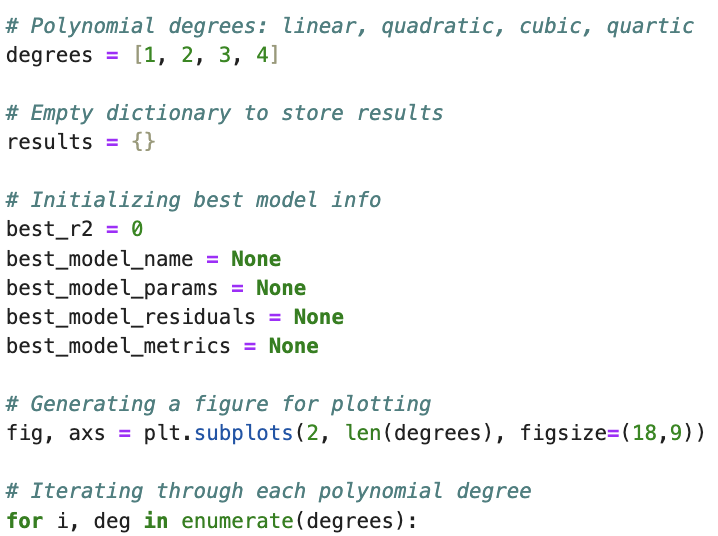 # Polynomial degrees: linear, quadratic, cubic, quartic
degrees = [1, 2, 3, 4]
# Empty dictionary to store results
results = {}
# Initializing best model info
best_r2 = 0
best_model_name = None
best_model_params = None
best_model_residuals = None
best_model_metrics = None
# Generating a figure for plotting
fig, axs = plt.subplots(2, len(degrees), figsize=(18,9))
# Iterating through each polynomial degree
for i, deg in enumerate(degrees):